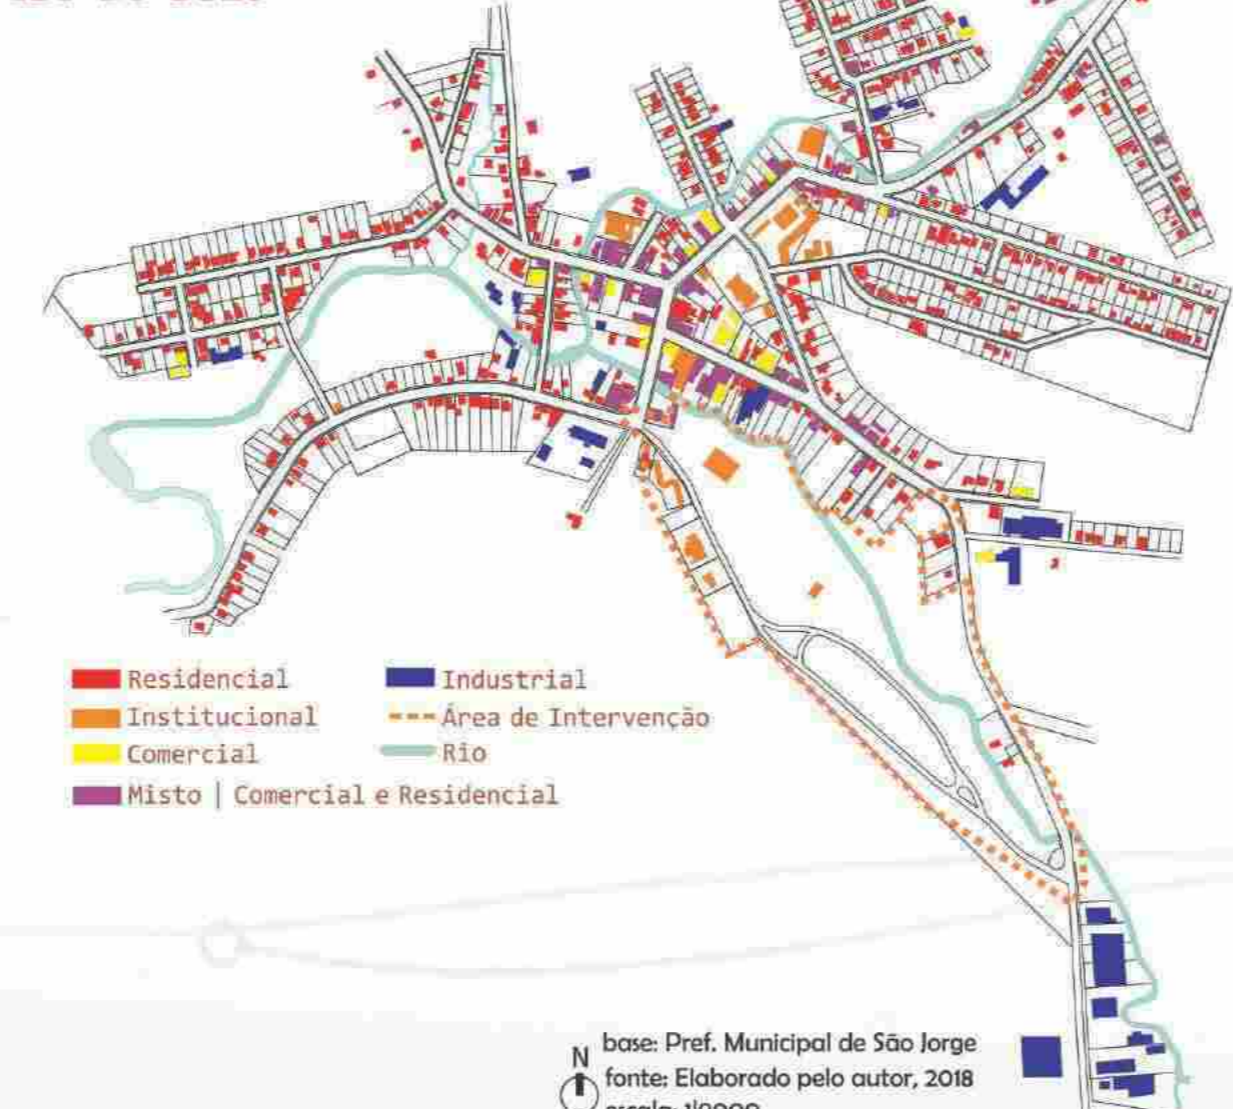 Residencial
Industrial
Institucional
Área de Intervenção
Comercial
Rio
Misto | Comercial e Residencial
N
base: Pref. Municipal de São Jorge
fonte: Elaborado pelo autor, 2018